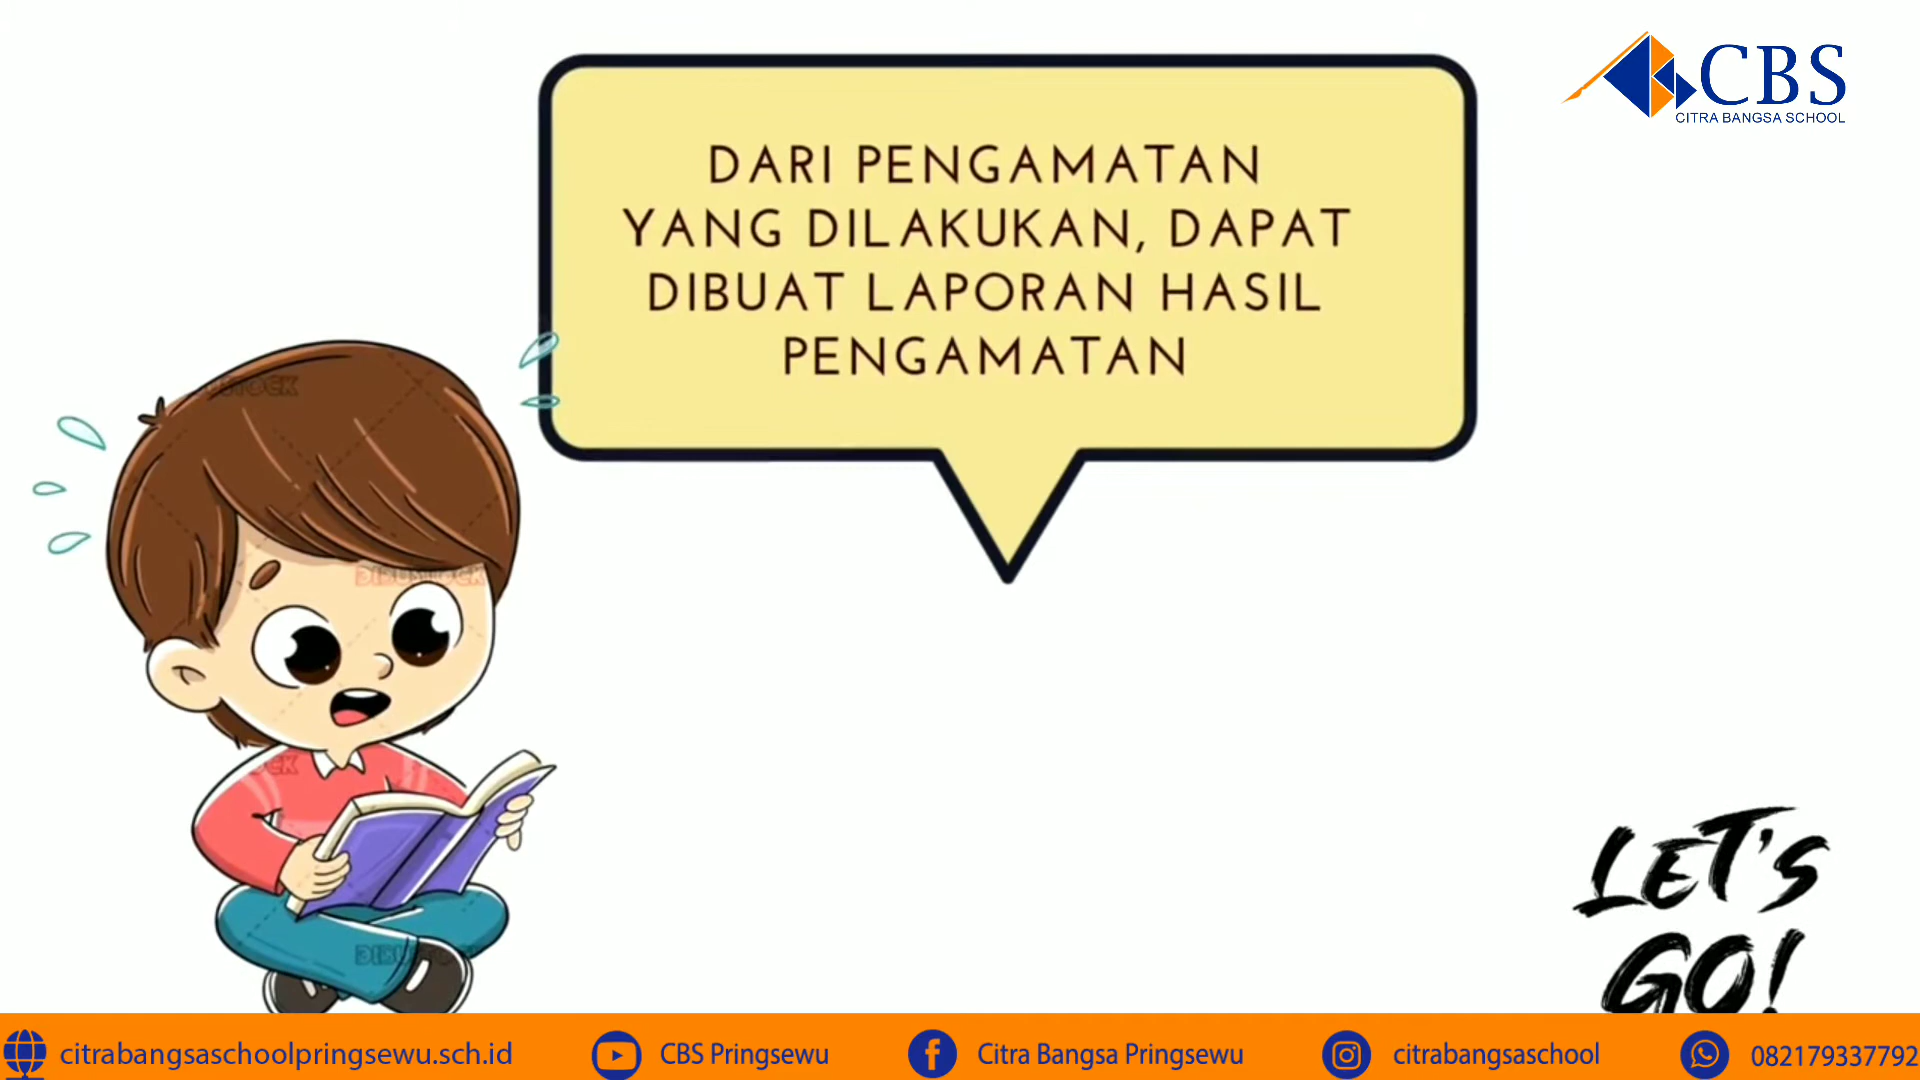 CBS
CITRA BANGSA SCHOOL
DARI PENGAMATAN
YANG DILAKUKAN, DAPAT
DIBUAT LAPORAN HASIL
PENGAMATAN
LET'S
GO!
citrabangsaschoolpringsewu.sch.id
CBS Pringsewu
Citra Bangsa Pringsewu
citrabangsaschool
082179337792